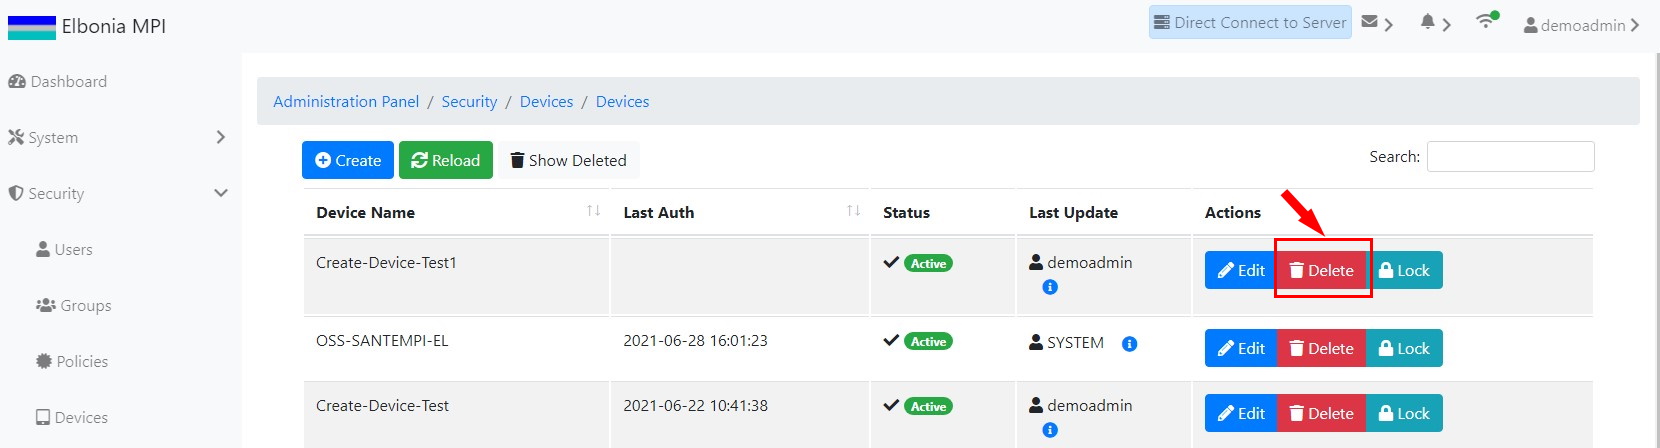 Elbonia MPI
Direct Connect to Server
demoadmin
Dashboard
System
Security
Users
Groups
Policies
Devices
Administration Panel / Security / Devices / Devices
Create Reload Show Deleted Search:
Device Name Last Auth Status Last Update Actions
Create-Device-Test1 Active demoadmin Edit Delete Lock
OSS-SANTEMPI-EL 2021-06-28 16:01:23 Active SYSTEM Edit Delete Lock
Create-Device-Test 2021-06-22 10:41:38 Active demoadmin Edit Delete Lock